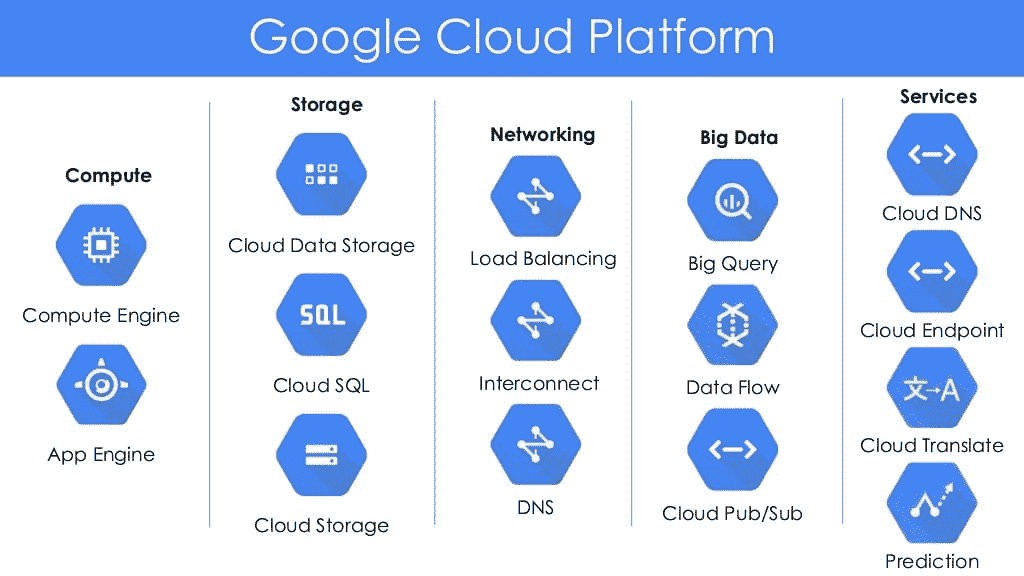 Google Cloud Platform
Compute
Compute Engine
App Engine
Storage
Cloud Data Storage
SQL
Cloud SQL
Cloud Storage
Networking
Load Balancing
Interconnect
DNS
Big Data
Big Query
Data Flow
Cloud Pub/Sub
Services
Cloud DNS
Cloud Endpoint
文→A
Cloud Translate
Prediction